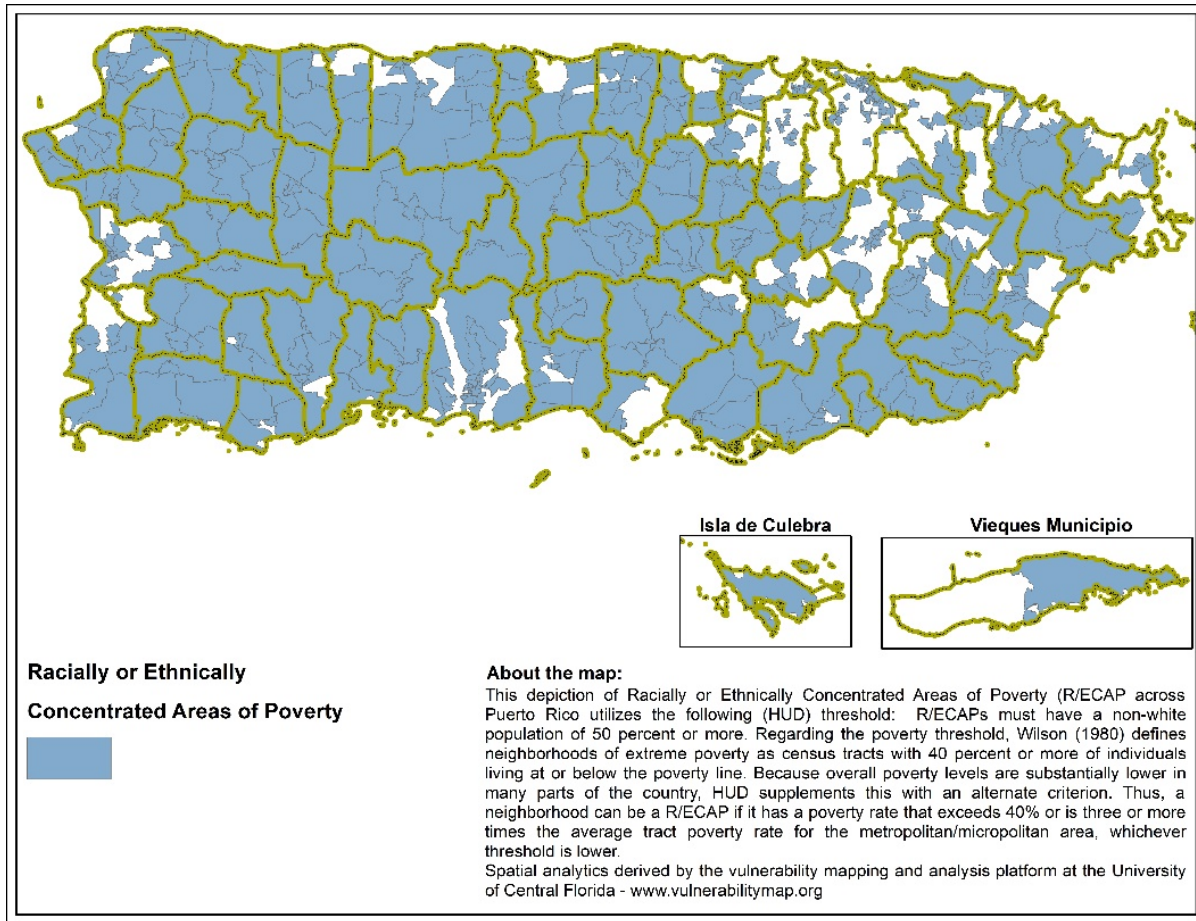 Isla de Culebra
Vieques Municipio
Racially or Ethnically
Concentrated Areas of Poverty
About the map:
This depiction of Racially or Ethnically Concentrated Areas of Poverty (R/ECAP across
Puerto Rico utilizes the following (HUD) threshold: R/ECAPs must have a non-white
population of 50 percent or more. Regarding the poverty threshold, Wilson (1980) defines
neighborhoods of extreme poverty as census tracts with 40 percent or more of individuals
living at or below the poverty line. Because overall poverty levels are substantially lower in
many parts of the country, HUD supplements this with an alternate criterion. Thus, a
neighborhood can be a R/ECAP if it has a poverty rate that exceeds 40% or is three or more
times the average tract poverty rate for the metropolitan/micropolitan area, whichever
threshold is lower.
Spatial analytics derived by the vulnerability mapping and analysis platform at the University
of Central Florida - www.vulnerabilitymap.org